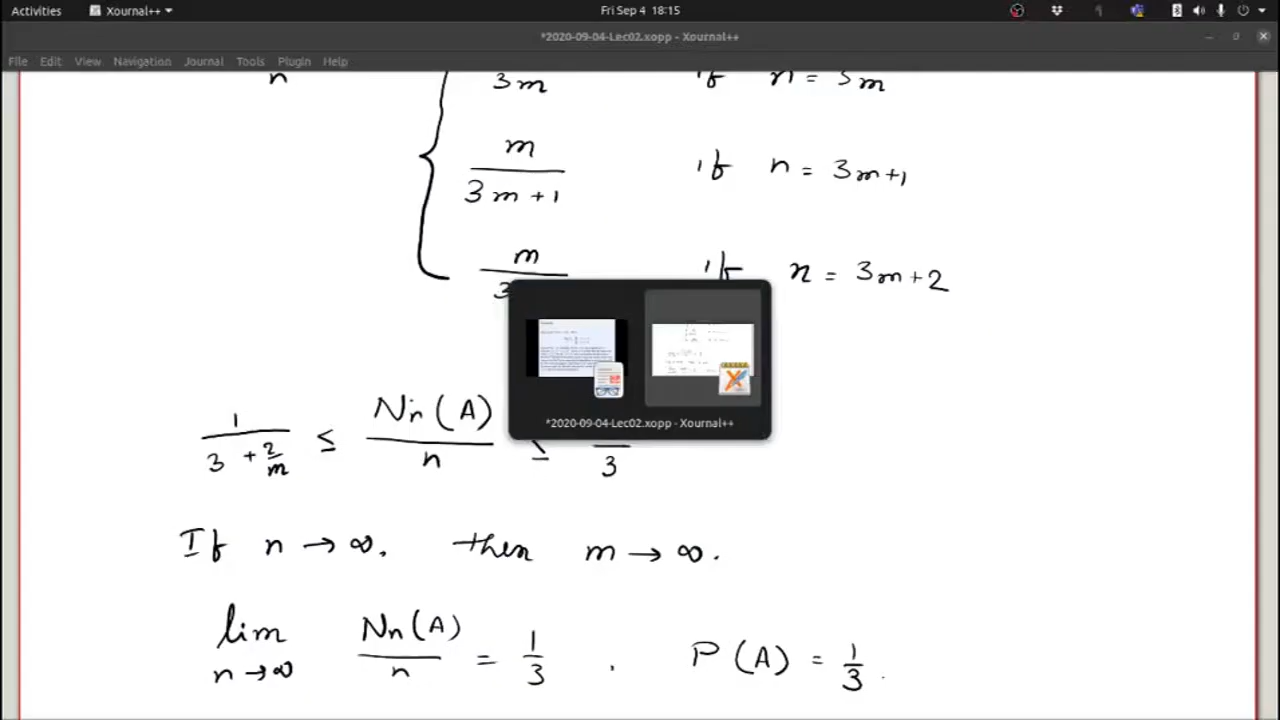 Activities Xournal++ Fri Sep 4 18:15
*2020-09-04-Lec02.xopp - Xournal++
File Edit View Navigation Journal Tools Plugin Help
n
3m if n = 3m
m / 3m+1 if n = 3m+1
m / 3 if n = 3m+2
*2020-09-04-Lec02.xopp - Xournal++
1 / 3 + 2/m ≤ Nn(A) / n ≤ / 3
If n → ∞, then m → ∞.
lim n→∞ Nn(A) / n = 1/3 . P(A) = 1/3.